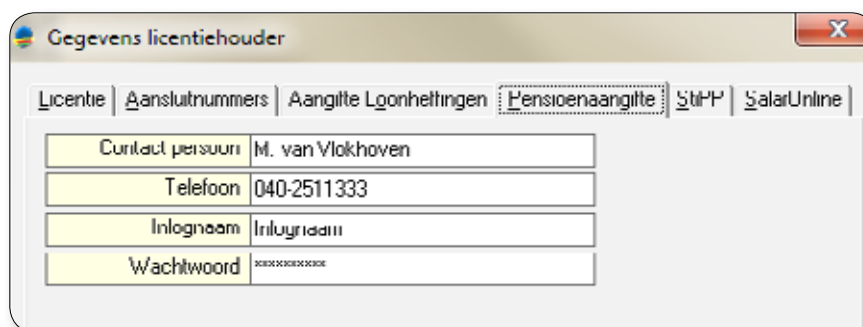 Gegevens licentiehouder
Licentie Aansluitnummers Aangifte Loonheffingen Pensioenaangifte StiPP SalarOnline
Contact persoon M. van Vlokhoven
Telefoon 040-2511333
Inlognaam Inlognaam
Wachtwoord **********